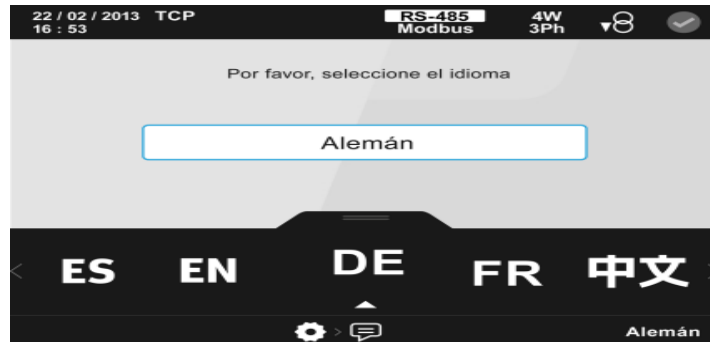 22 / 02 / 2013 TCP RS-485 4W
16 : 53 Modbus 3Ph
Por favor, seleccione el idioma
Alemán
ES EN DE FR 中文
Alemán